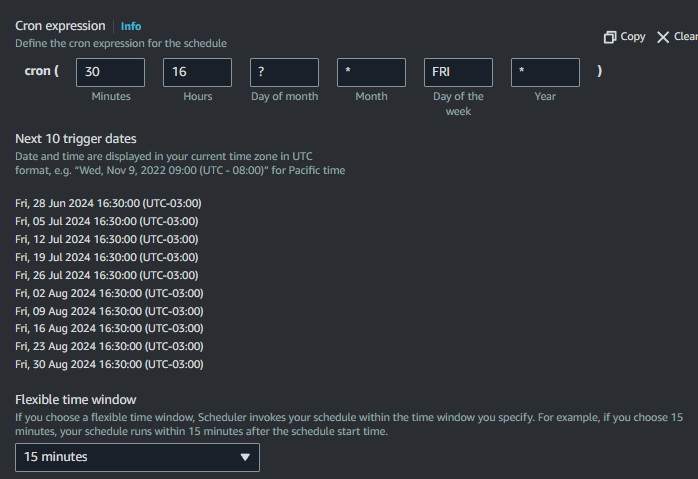 Cron expression | Info
Define the cron expression for the schedule
Copy Clear
cron ( 30 16 ? * FRI * )
Minutes Hours Day of month Month Day of the week Year
Next 10 trigger dates
Date and time are displayed in your current time zone in UTC
format, e.g. “Wed, Nov 9, 2022 09:00 (UTC - 08:00)” for Pacific time
Fri, 28 Jun 2024 16:30:00 (UTC-03:00)
Fri, 05 Jul 2024 16:30:00 (UTC-03:00)
Fri, 12 Jul 2024 16:30:00 (UTC-03:00)
Fri, 19 Jul 2024 16:30:00 (UTC-03:00)
Fri, 26 Jul 2024 16:30:00 (UTC-03:00)
Fri, 02 Aug 2024 16:30:00 (UTC-03:00)
Fri, 09 Aug 2024 16:30:00 (UTC-03:00)
Fri, 16 Aug 2024 16:30:00 (UTC-03:00)
Fri, 23 Aug 2024 16:30:00 (UTC-03:00)
Fri, 30 Aug 2024 16:30:00 (UTC-03:00)
Flexible time window
If you choose a flexible time window, Scheduler invokes your schedule within the time window you specify. For example, if you choose 15
minutes, your schedule runs within 15 minutes after the schedule start time.
15 minutes